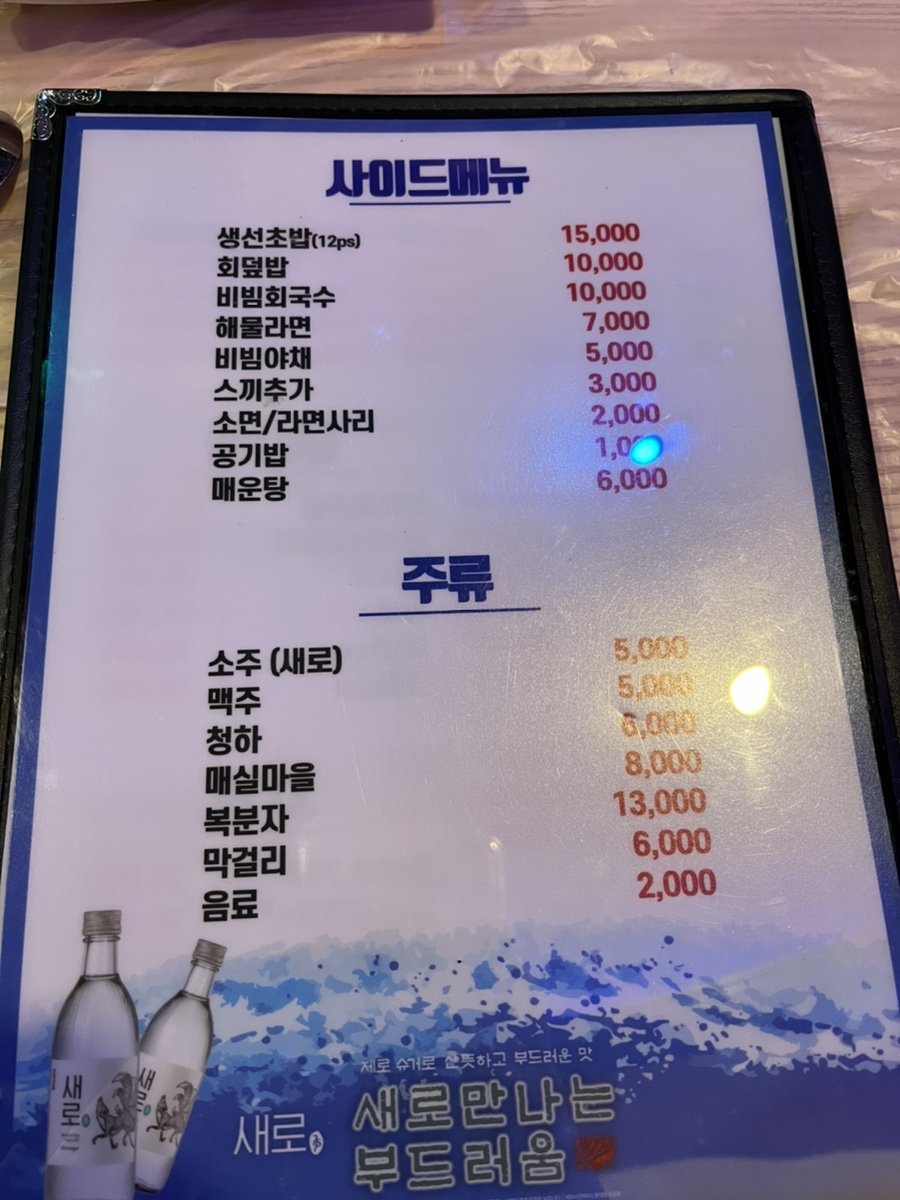 사이드메뉴
생선초밥(12ps) 15,000
회덮밥 10,000
비빔회국수 10,000
해물라면 7,000
비빔야채 5,000
스끼추가 3,000
소면/라면사리 2,000
공기밥
매운탕 6,000
주류
소주 (새로) 5,000
맥주 5,000
청하 6,000
매실마을 8,000
복분자 13,000
막걸리 6,000
음료 2,000
제로 슈거로 산뜻하고 부드러운 맛
새로 새로만나는
부드러움
새로
새로